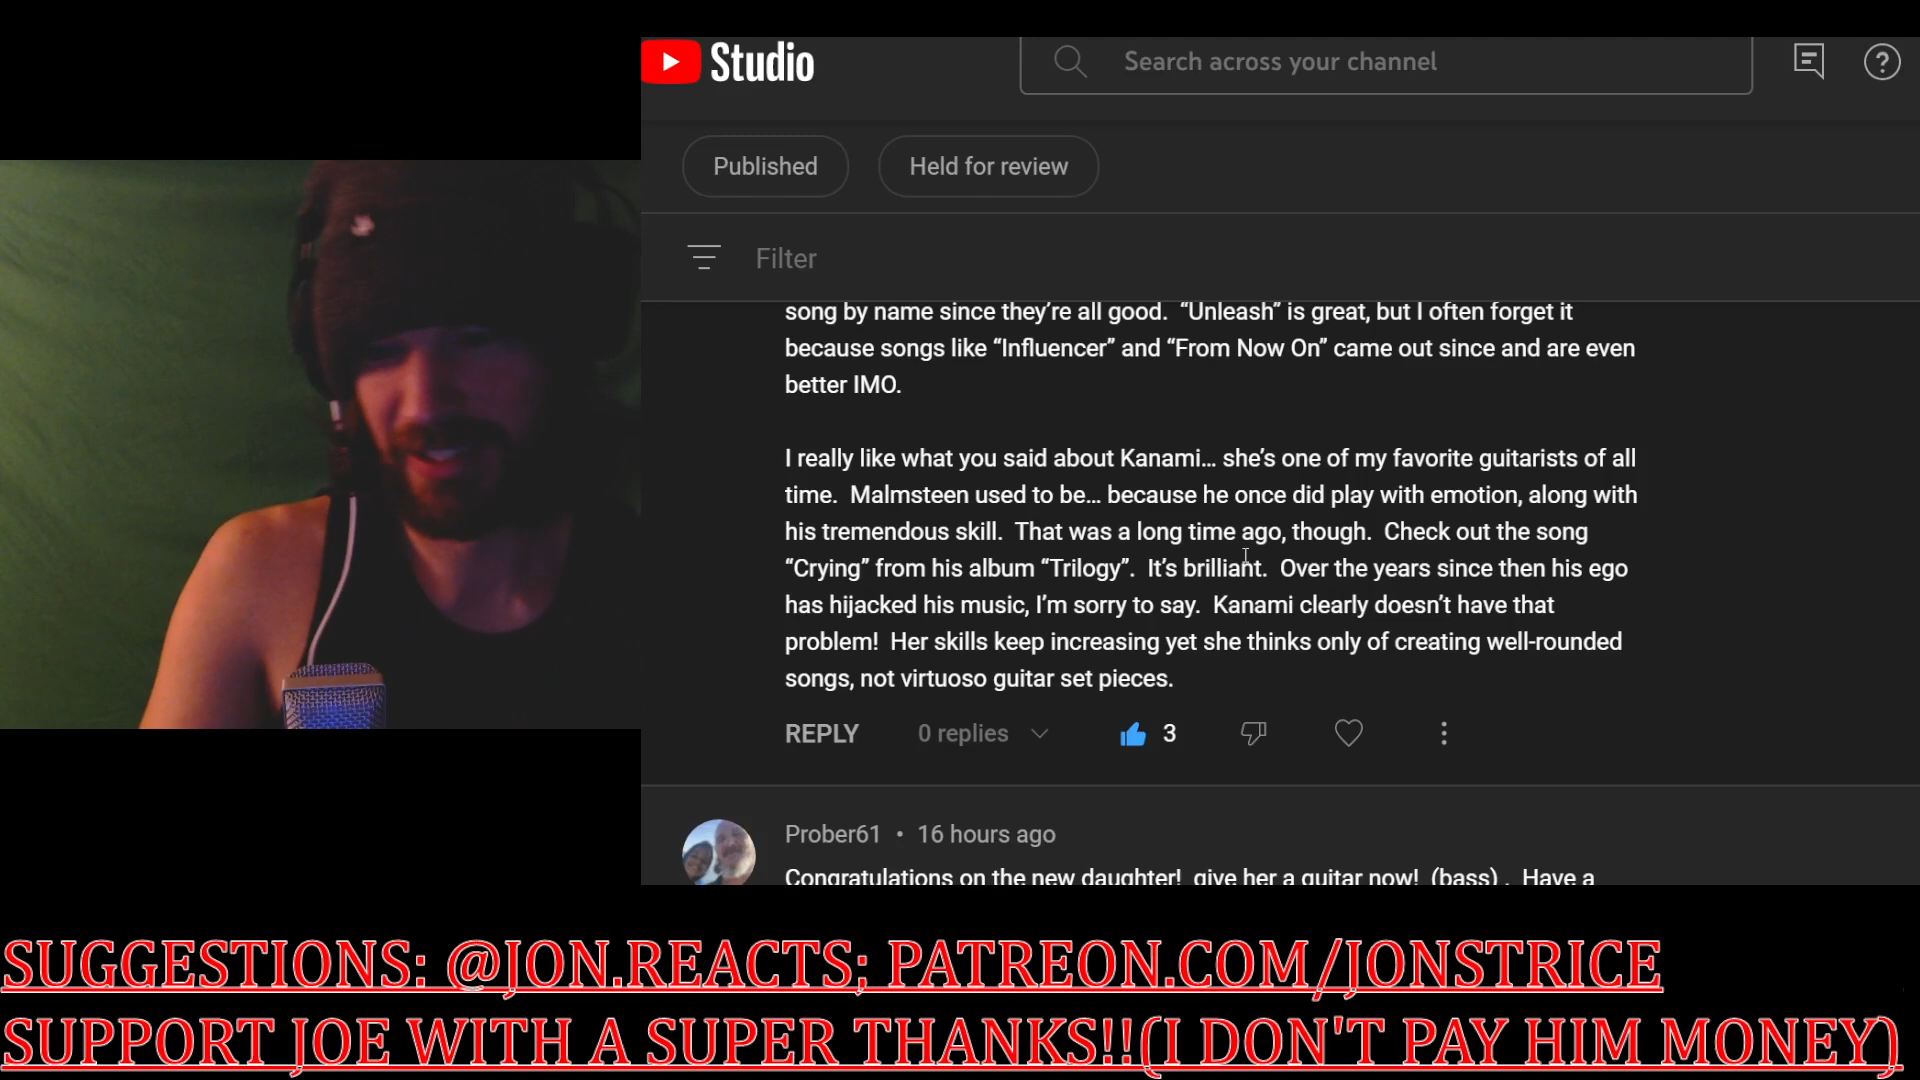 Studio
Search across your channel
Published
Held for review
Filter
song by name since they’re all good.  “Unleash” is great, but I often forget it
because songs like “Influencer” and “From Now On” came out since and are even
better IMO.
I really like what you said about Kanami… she’s one of my favorite guitarists of all
time.  Malmsteen used to be… because he once did play with emotion, along with
his tremendous skill.  That was a long time ago, though.  Check out the song
“Crying” from his album “Trilogy”.  It’s brilliant.  Over the years since then his ego
has hijacked his music, I’m sorry to say.  Kanami clearly doesn’t have that
problem!  Her skills keep increasing yet she thinks only of creating well-rounded
songs, not virtuoso guitar set pieces.
REPLY
0 replies
3
Prober61 • 16 hours ago
Congratulations on the new daughter!  give her a guitar now!  (bass) .  Have a
SUGGESTIONS: @JON.REACTS; PATREON.COM/JONSTRICE
SUPPORT JOE WITH A SUPER THANKS!!(I DON'T PAY HIM MONEY)